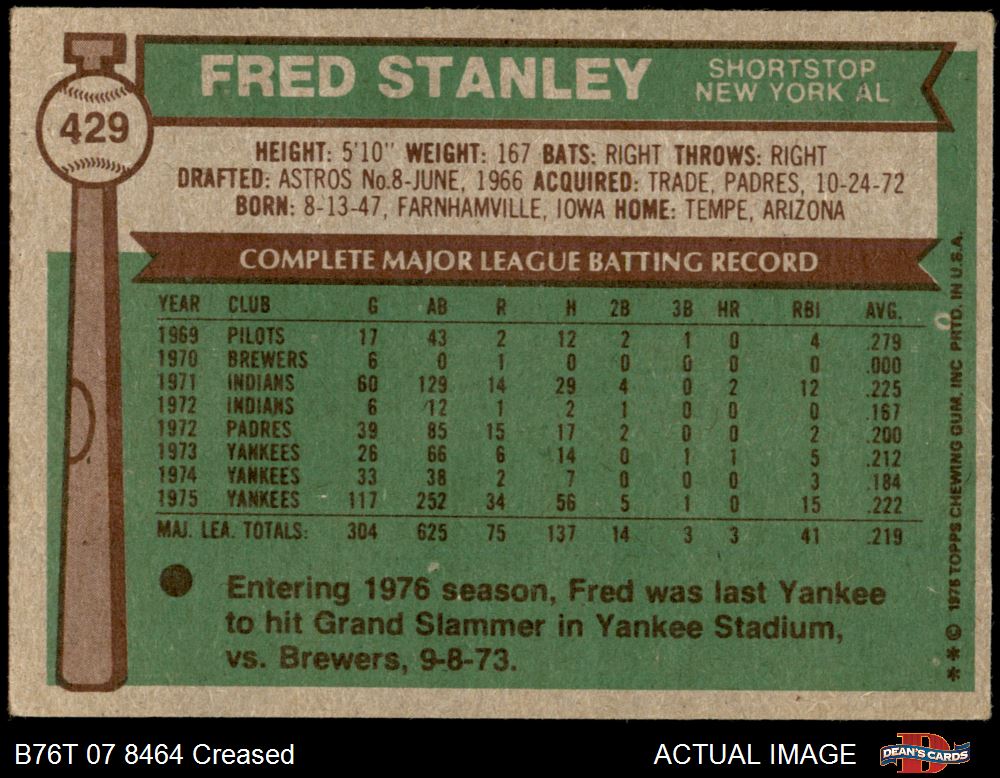 429
FRED STANLEY
SHORTSTOP
NEW YORK AL
HEIGHT: 5'10" WEIGHT: 167 BATS: RIGHT THROWS: RIGHT
DRAFTED: ASTROS No.8-JUNE, 1966 ACQUIRED: TRADE, PADRES, 10-24-72
BORN: 8-13-47, FARNHAMVILLE, IOWA HOME: TEMPE, ARIZONA
COMPLETE MAJOR LEAGUE BATTING RECORD
YEAR CLUB G AB R H 2B 3B HR RBI AVG.
1969 PILOTS 17 43 2 12 2 1 0 4 .279
1970 BREWERS 6 0 1 0 0 0 0 0 .000
1971 INDIANS 60 129 14 29 4 0 2 12 .225
1972 INDIANS 6 12 1 2 1 0 0 0 .167
1972 PADRES 39 85 15 17 2 0 0 2 .200
1973 YANKEES 26 66 6 14 0 1 1 5 .212
1974 YANKEES 33 38 2 7 0 0 0 3 .184
1975 YANKEES 117 252 34 56 5 1 0 15 .222
MAJ. LEA. TOTALS: 304 625 75 137 14 3 3 41 .219
Entering 1976 season, Fred was last Yankee
to hit Grand Slammer in Yankee Stadium,
vs. Brewers, 9-8-73.
** © 1976 TOPPS CHEWING GUM, INC. PRTD. IN U.S.A.
B76T 07 8464 Creased
ACTUAL IMAGE
DEAN'S CARDS